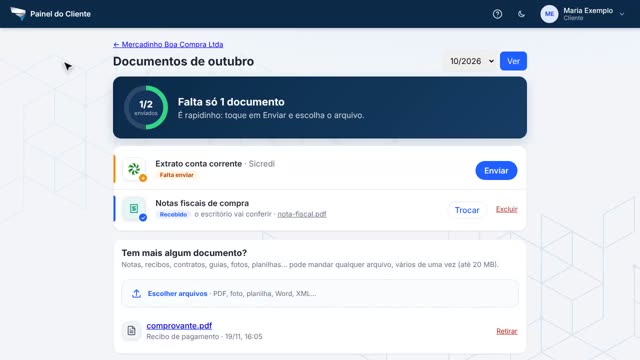 Painel do Cliente
ME
Maria Exemplo
Cliente
← Mercadinho Boa Compra Ltda
Documentos de outubro
10/2026
Ver
1/2
enviados
Falta só 1 documento
É rapidinho: toque em Enviar e escolha o arquivo.
Extrato conta corrente · Sicredi
Falta enviar
Enviar
Notas fiscais de compra
Recebido o escritório vai conferir · nota-fiscal.pdf
Trocar
Excluir
Tem mais algum documento?
Notas, recibos, contratos, guias, fotos, planilhas... pode mandar qualquer arquivo, vários de uma vez (até 20 MB).
Escolher arquivos · PDF, foto, planilha, Word, XML...
comprovante.pdf
Recibo de pagamento · 19/11, 16:05
Retirar